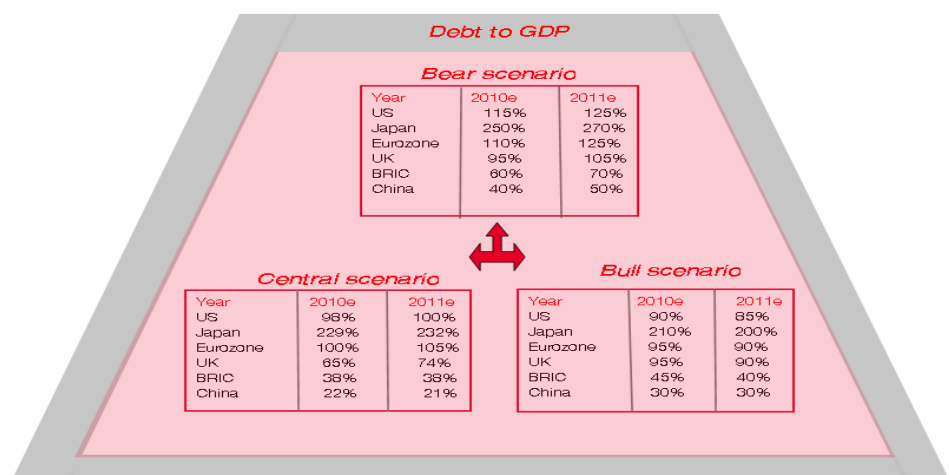 Debt to GDP
Bear scenario
Year 2010e 2011e
US 115% 125%
Japan 250% 270%
Eurozone 110% 125%
UK 95% 105%
BRIC 60% 70%
China 40% 50%
Central scenario
Year 2010e 2011e
US 98% 100%
Japan 229% 232%
Eurozone 100% 105%
UK 65% 74%
BRIC 38% 38%
China 22% 21%
Bull scenario
Year 2010e 2011e
US 90% 85%
Japan 210% 200%
Eurozone 95% 90%
UK 95% 90%
BRIC 45% 40%
China 30% 30%